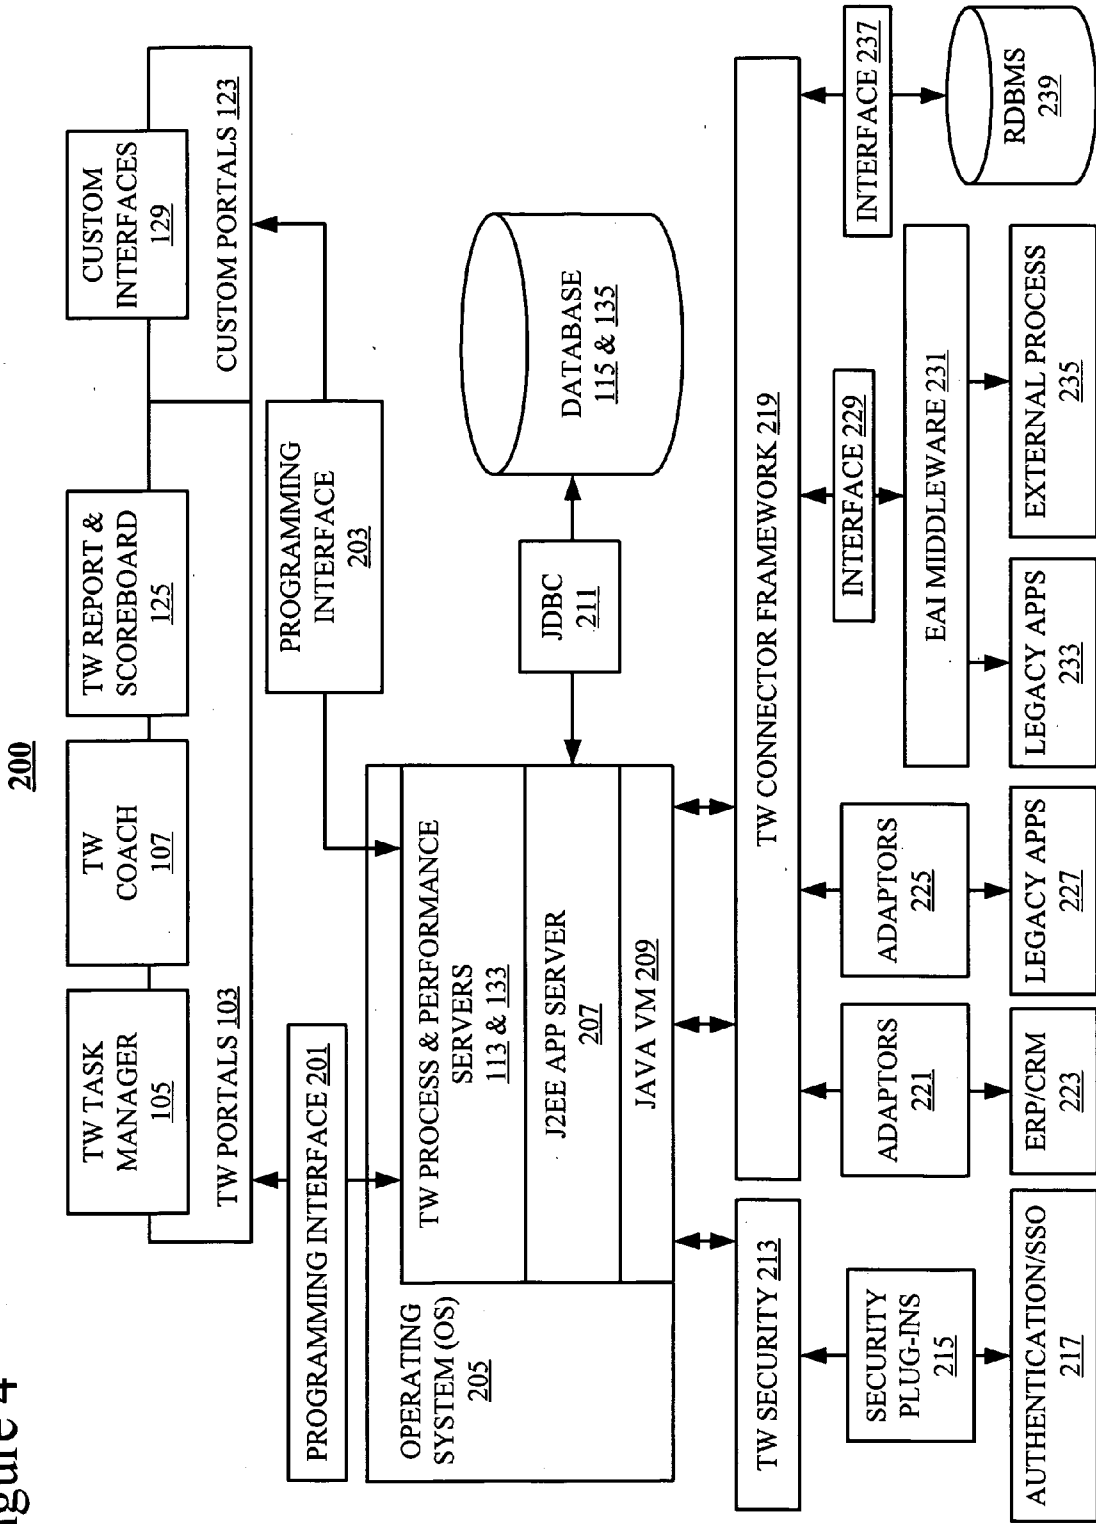 200
TW TASK
MANAGER
105
TW
COACH
107
TW REPORT &
SCOREBOARD
125
CUSTOM
INTERFACES
129
TW PORTALS 103
CUSTOM PORTALS 123
PROGRAMMING INTERFACE 201
PROGRAMMING
INTERFACE
203
OPERATING
SYSTEM (OS)
205
TW PROCESS & PERFORMANCE
SERVERS
113 & 133
J2EE APP SERVER
207
JAVA VM 209
JDBC
211
DATABASE
115 & 135
TW SECURITY 213
TW CONNECTOR FRAMEWORK 219
SECURITY
PLUG-INS
215
ADAPTORS
221
ADAPTORS
225
INTERFACE 229
INTERFACE 237
EAI MIDDLEWARE 231
AUTHENTICATION/SSO
217
ERP/CRM
223
LEGACY APPS
227
LEGACY APPS
233
EXTERNAL PROCESS
235
RDBMS
239